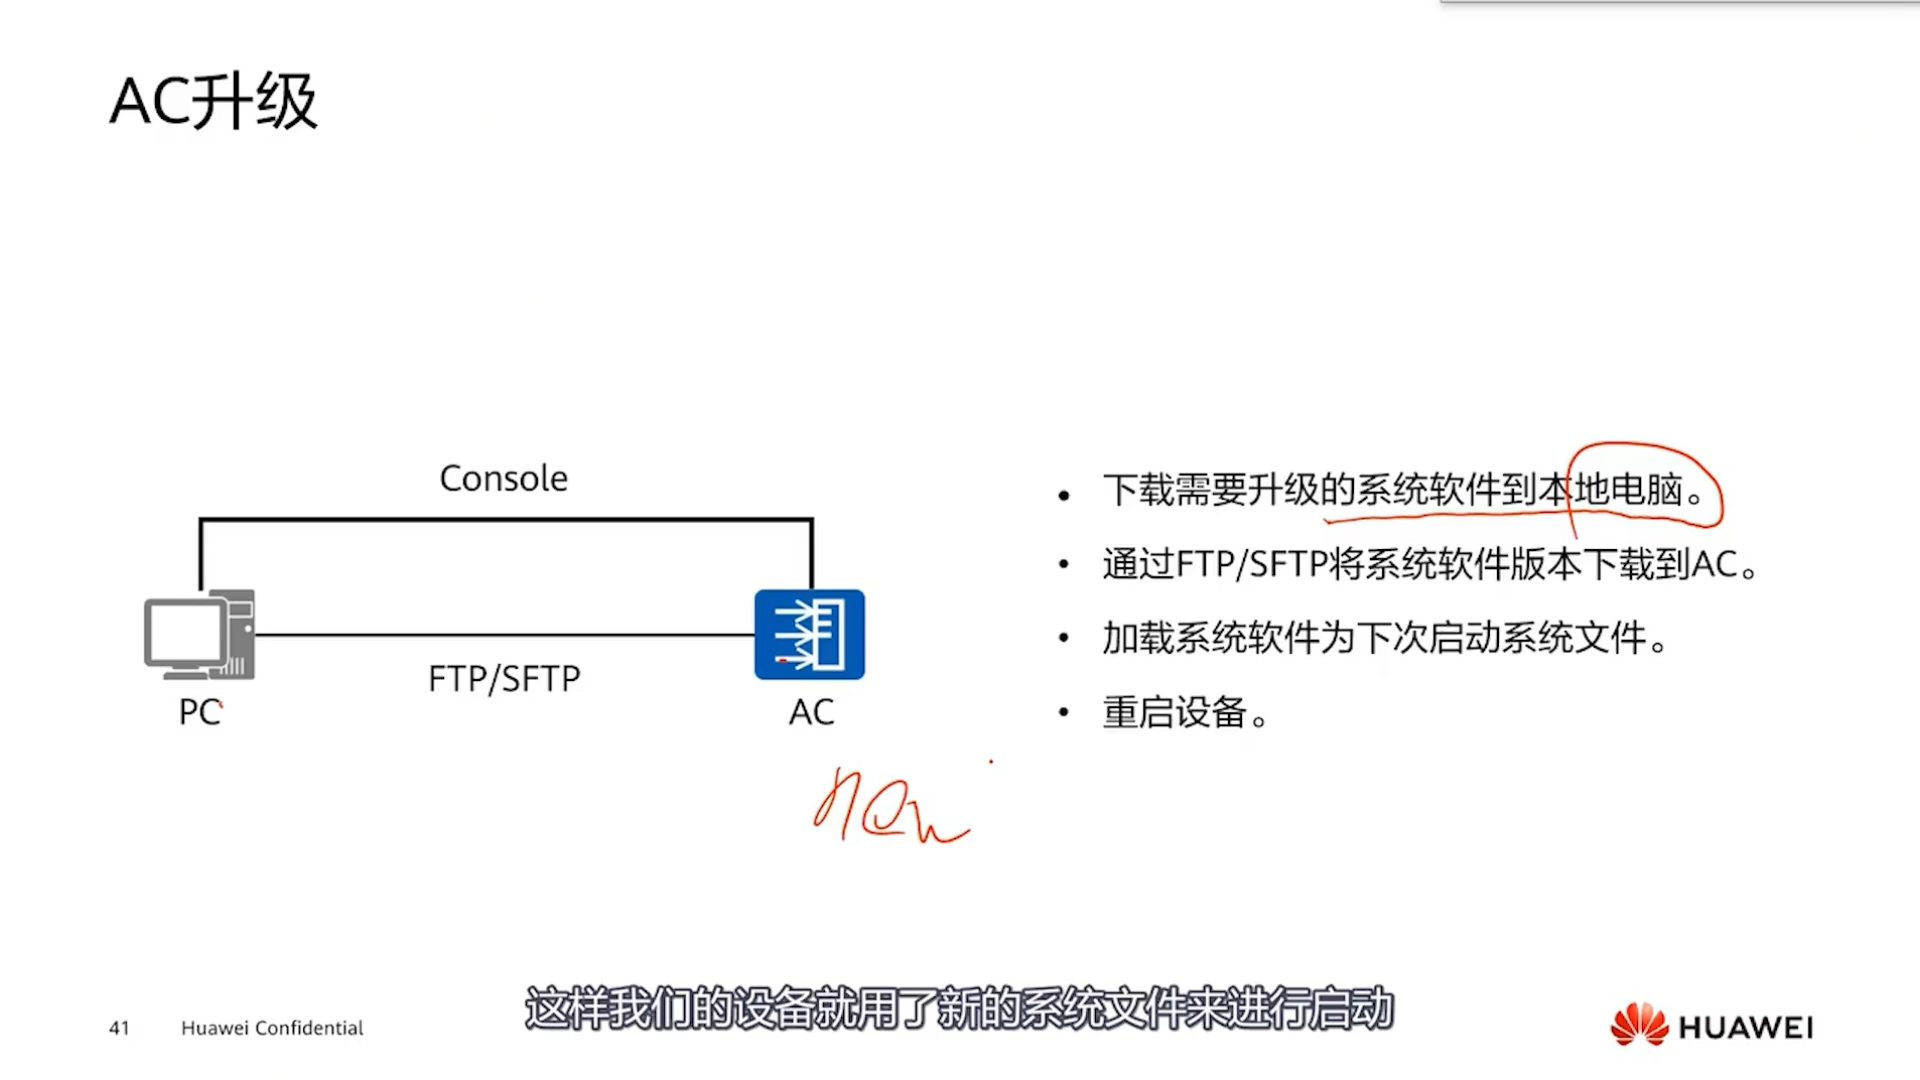 AC升级
Console
FTP/SFTP
PC
AC
• 下载需要升级的系统软件到本地电脑。
• 通过FTP/SFTP将系统软件版本下载到AC。
• 加载系统软件为下次启动系统文件。
• 重启设备。
new
这样我们的设备就用了新的系统文件来进行启动
41 Huawei Confidential
HUAWEI